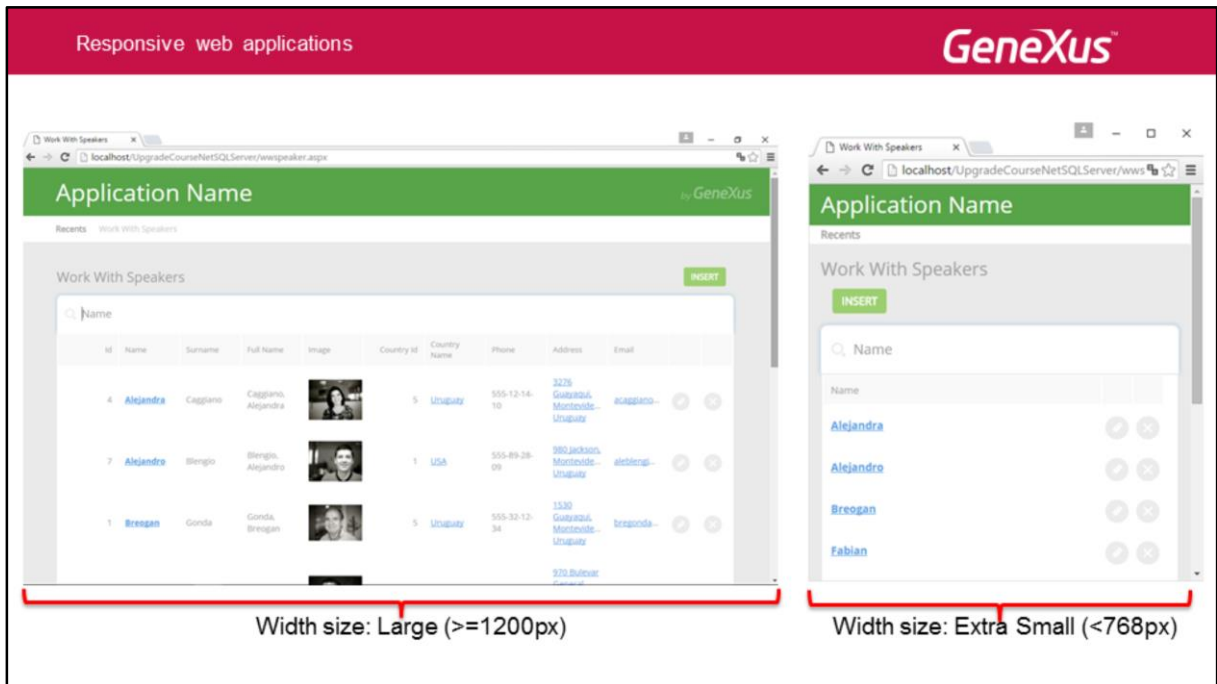 Responsive web applications
GeneXus™
Work With Speakers
localhost/UpgradeCourseNetSQLServer/wwspeaker.aspx
Application Name
by GeneXus
Recents Work With Speakers
Work With Speakers
INSERT
Name
Id Name Surname Full Name Image Country Id Country Name Phone Address Email
4 Alejandra Caggiano Caggiano, Alejandra 5 Uruguay 555-12-14-10 3276 Guayaqui, Montevide... Uruguay acaggiano...
7 Alejandro Blengio Blengio, Alejandro 1 USA 555-89-28-09 980 Jackson, Montevide... Uruguay aleblengi...
1 Breogan Gonda Gonda, Breogan 5 Uruguay 555-32-12-34 1530 Guayaqui, Montevide... Uruguay bregonda...
970 Bulevar General
Width size: Large (>=1200px)
Work With Speakers
localhost/UpgradeCourseNetSQLServer/wws
Application Name
Recents
Work With Speakers
INSERT
Name
Name
Alejandra
Alejandro
Breogan
Fabian
Width size: Extra Small (<768px)